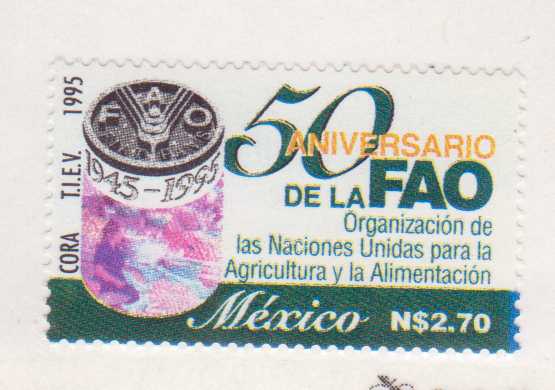 CORA T.I.E.V. 1995
F A O
1945-1995
50
ANIVERSARIO
DE LA FAO
Organización de
las Naciones Unidas para la
Agricultura y la Alimentación
México N$2.70